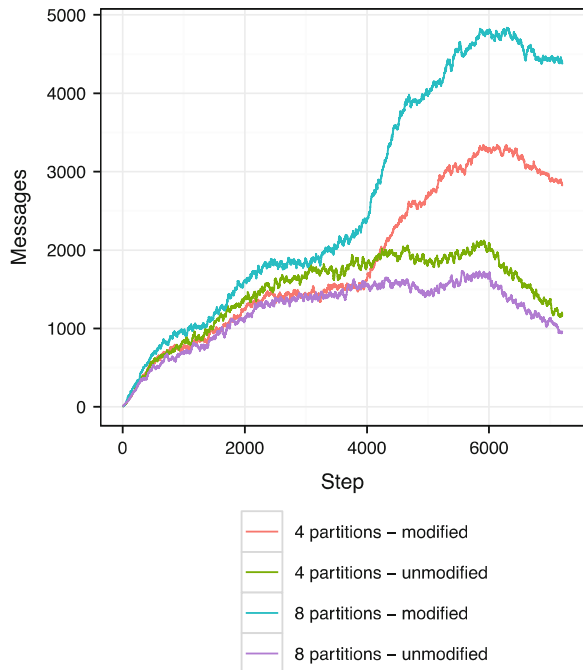 5000
4000
3000
2000
1000
0
Messages
0 2000 4000 6000
Step
4 partitions – modified
4 partitions – unmodified
8 partitions – modified
8 partitions – unmodified